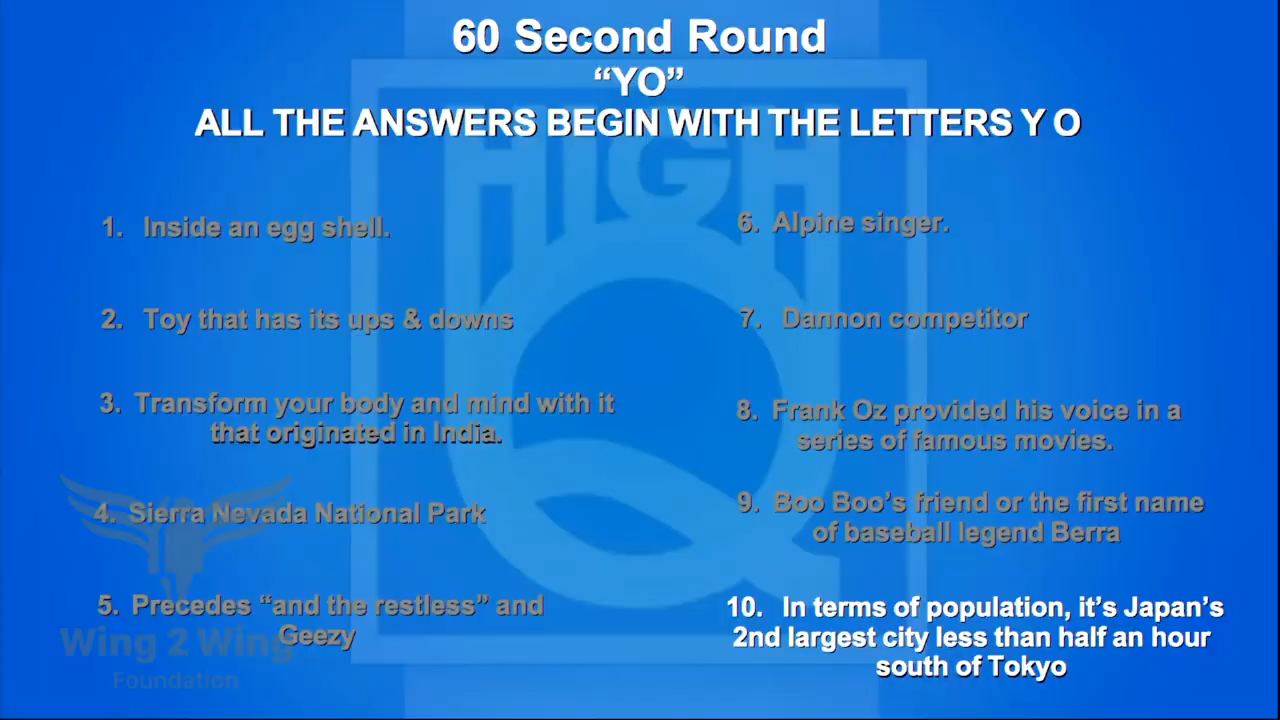 60 Second Round
“YO”
ALL THE ANSWERS BEGIN WITH THE LETTERS Y O
HIGH
Q
1. Inside an egg shell.
2. Toy that has its ups & downs
3. Transform your body and mind with it
that originated in India.
4. Sierra Nevada National Park
5. Precedes “and the restless” and
Geezy
6. Alpine singer.
7. Dannon competitor
8. Frank Oz provided his voice in a
series of famous movies.
9. Boo Boo’s friend or the first name
of baseball legend Berra
10. In terms of population, it’s Japan’s
2nd largest city less than half an hour
south of Tokyo
Wing 2 Wing
Foundation